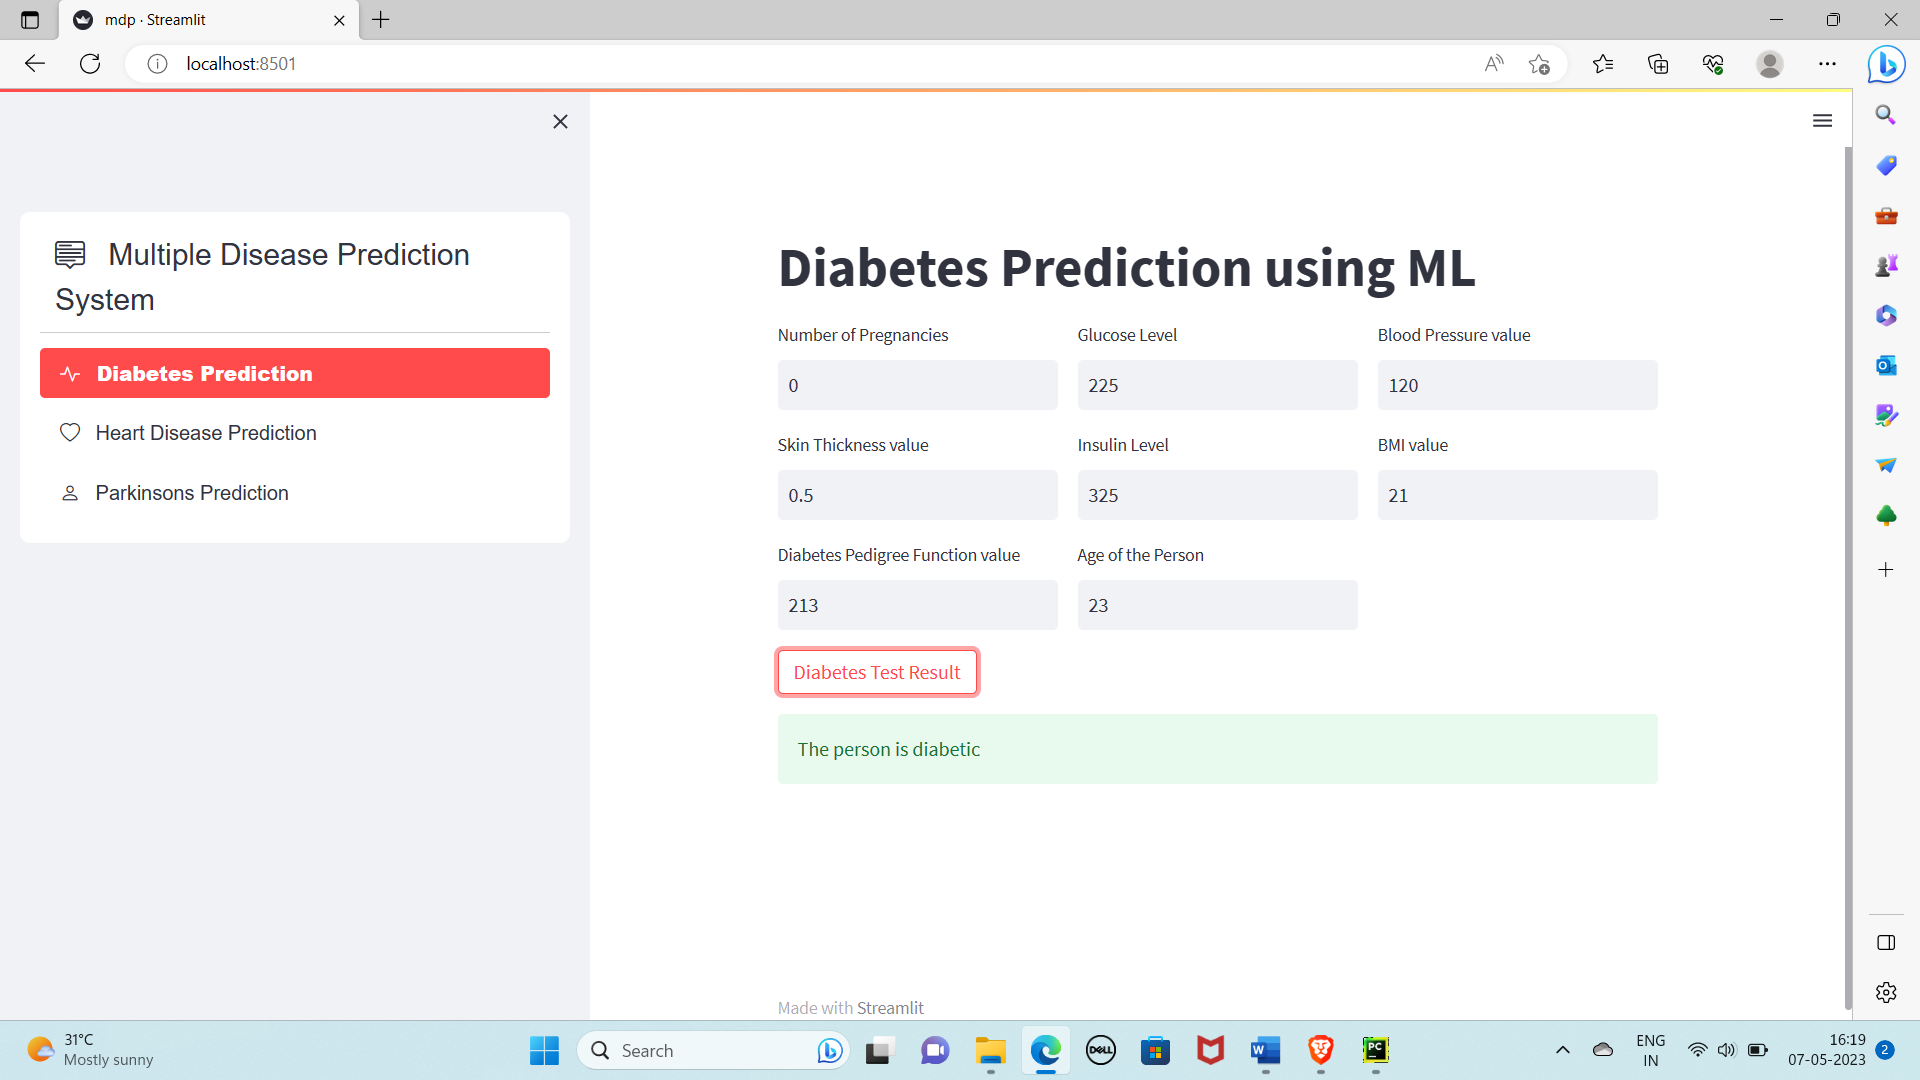 mdp · Streamlit
localhost:8501
Multiple Disease Prediction
System
Diabetes Prediction
Heart Disease Prediction
Parkinsons Prediction
Diabetes Prediction using ML
Number of Pregnancies
Glucose Level
Blood Pressure value
0
225
120
Skin Thickness value
Insulin Level
BMI value
0.5
325
21
Diabetes Pedigree Function value
Age of the Person
213
23
Diabetes Test Result
The person is diabetic
Made with Streamlit
31°C
Mostly sunny
Search
DELL
W
PC
ENG
IN
16:19
07-05-2023
2